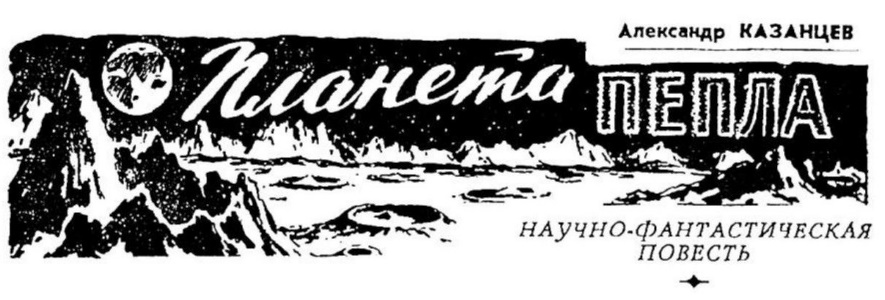 Александр КАЗАНЦЕВ
Планета
ПЕПЛА
НАУЧНО-ФАНТАСТИЧЕСКАЯ
ПОВЕСТЬ